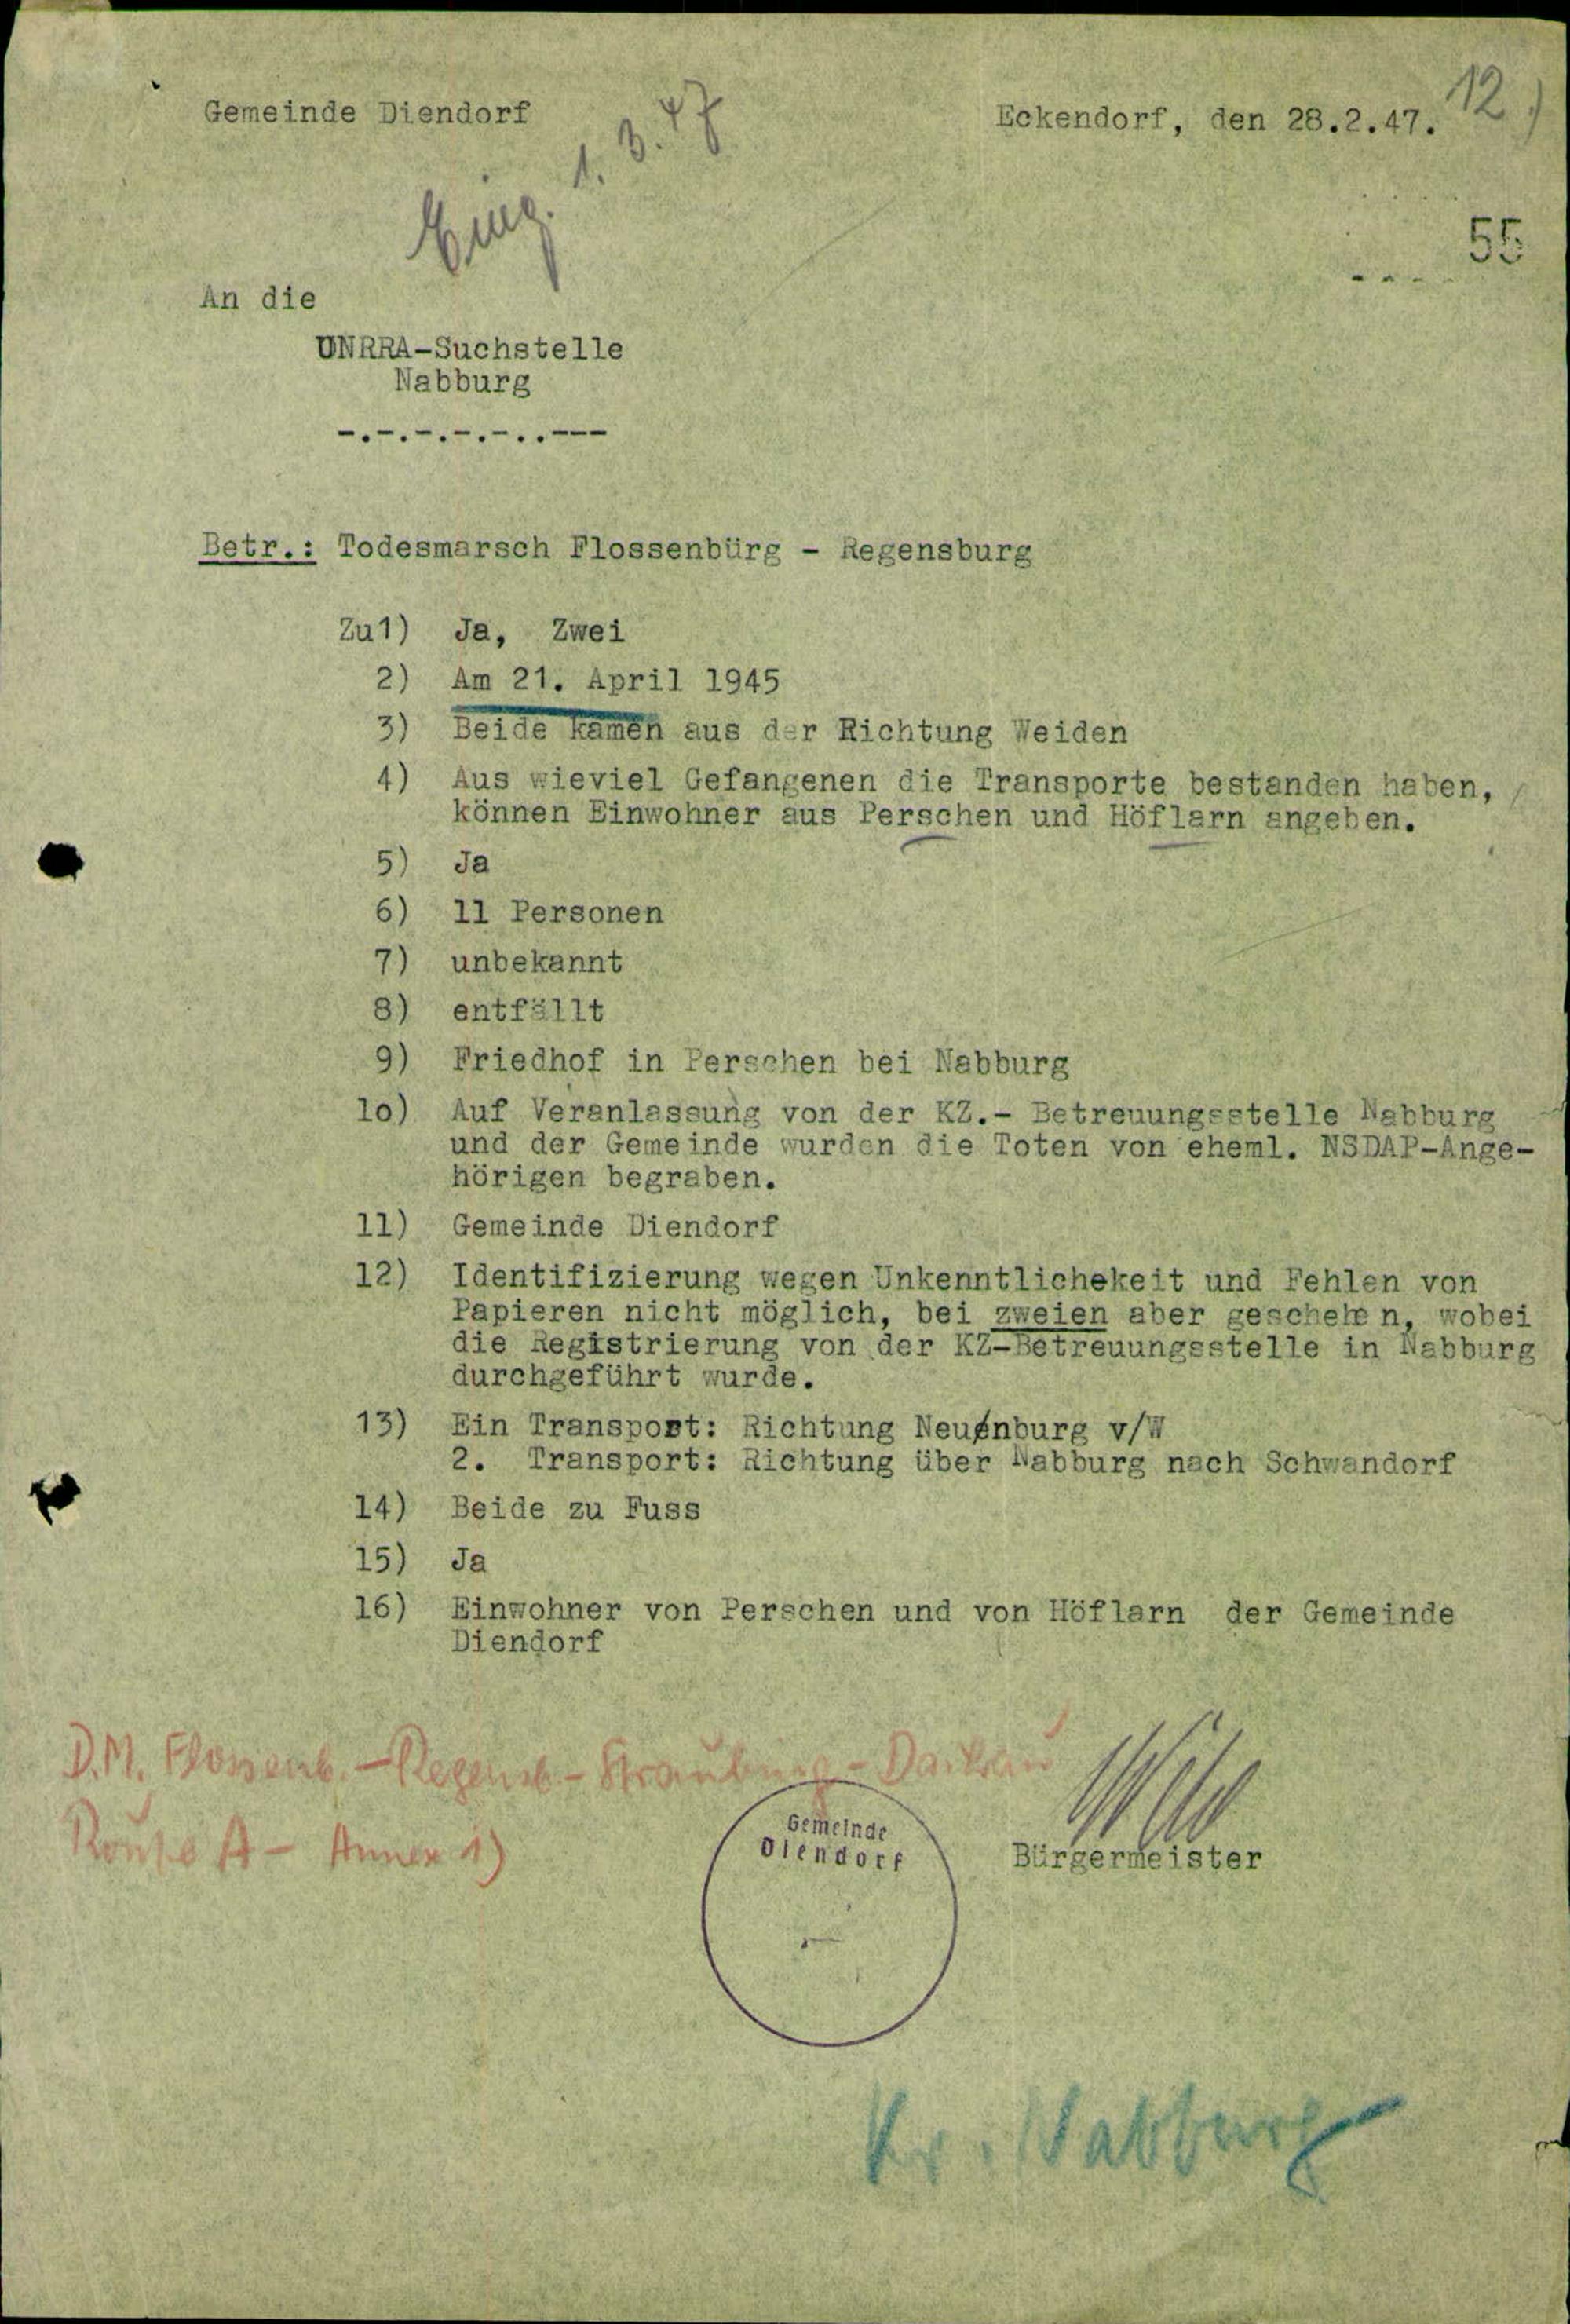 Gemeinde Diendorf
Eckendorf, den 28.2.47.
12.)
Eing. 1. 3. 47
55
An die
UNRRA-Suchstelle
Nabburg
-.-.-.-.-..---
Betr.: Todesmarsch Flossenbürg - Regensburg
Zu1) Ja, Zwei
2) Am 21. April 1945
3) Beide kamen aus der Richtung Weiden
4) Aus wieviel Gefangenen die Transporte bestanden haben,
können Einwohner aus Perschen und Höflarn angeben.
5) Ja
6) 11 Personen
7) unbekannt
8) entfällt
9) Friedhof in Perschen bei Nabburg
1o) Auf Veranlassung von der KZ.- Betreuungsstelle Nabburg
und der Gemeinde wurden die Toten von eheml. NSDAP-Ange-
hörigen begraben.
11) Gemeinde Diendorf
12) Identifizierung wegen Unkenntlichekeit und Fehlen von
Papieren nicht möglich, bei zweien aber geschehen, wobei
die Registrierung von der KZ-Betreuungsstelle in Nabburg
durchgeführt wurde.
13) Ein Transport: Richtung Neuenburg v/W
2. Transport: Richtung über Nabburg nach Schwandorf
14) Beide zu Fuss
15) Ja
16) Einwohner von Perschen und von Höflarn der Gemeinde
Diendorf
D.M. Flossenb. - Regensb. - Straubing - Dachau
Route A - Annex 1)
Gemeinde
Diendorf
Bürgermeister
Kr. Nabburg